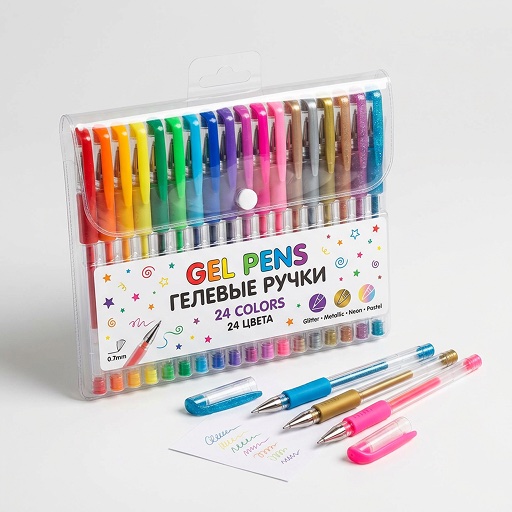 GEL PENS
ГЕЛЕВЫЕ РУЧКИ
24 COLORS
24 ЦВЕТА
Glitter • Metallic • Neon • Pastel
0.7mm